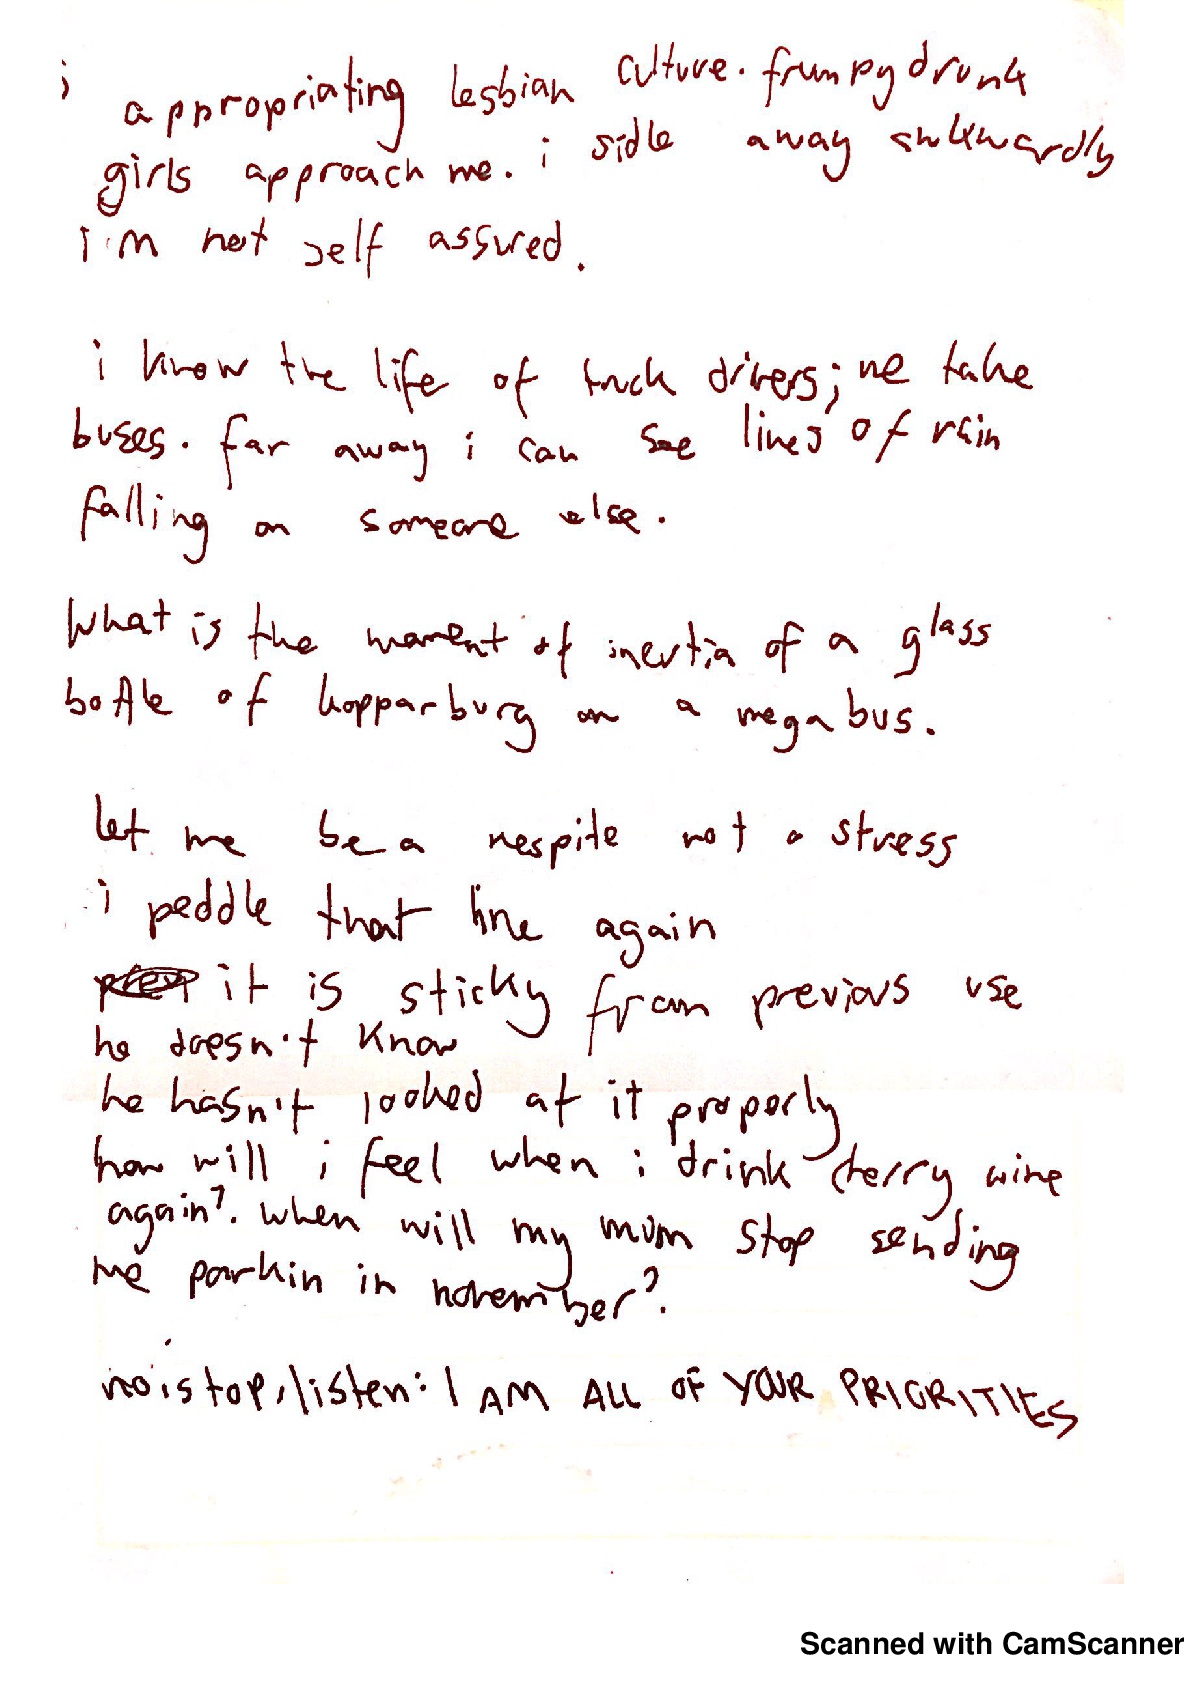 i appropriating lesbian culture. frumpy drunk
girls approach me. i sidle away awkwardly
i'm not self assured.
i know the life of truck drivers; we take
buses. far away i can see lines of rain
falling on someone else.
What is the moment of inertia of a glass
bottle of kopparburg on a megabus.
let me be a respite not a stress
i peddle that line again
it is sticky from previous use
he doesn't know
he hasn't looked at it properly
how will i feel when i drink cherry wine
again?. when will my mum stop sending
me parkin in november?.
no, stop, listen: I AM ALL OF YOUR PRIORITIES
Scanned with CamScanner